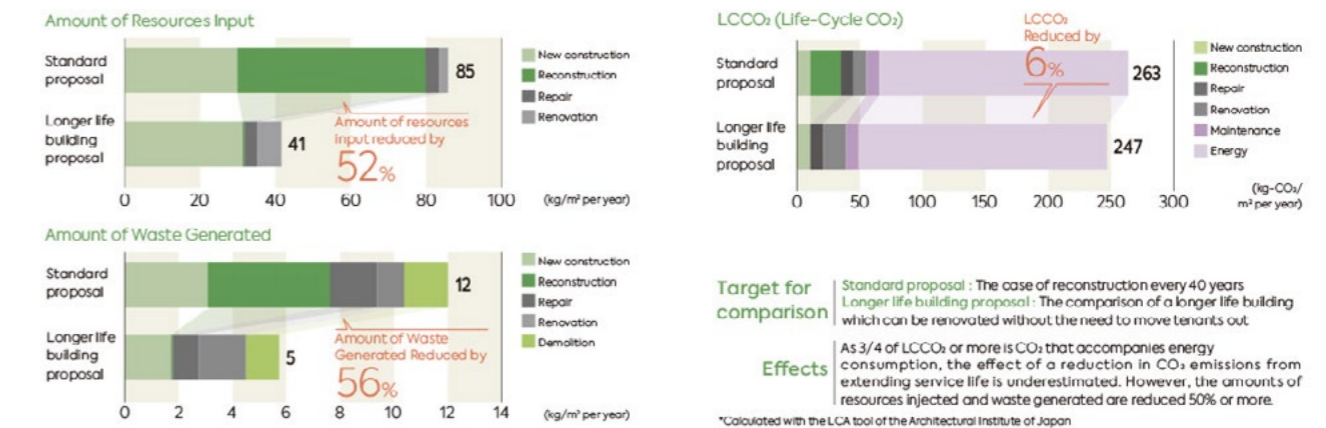 Amount of Resources Input
Standard
proposal
85
Longer life
building
proposal
41
Amount of resources
input reduced by
52%
New construction
Reconstruction
Repair
Renovation
0 20 40 60 80 100 (kg/m² per year)
Amount of Waste Generated
Standard
proposal
12
Longer life
building
proposal
5
Amount of Waste
Generated Reduced by
56%
New construction
Reconstruction
Repair
Renovation
Demolition
0 2 4 6 8 10 12 14 (kg/m² per year)
LCCO₂ (Life-Cycle CO₂)
LCCO₂
Reduced by
6%
Standard
proposal
263
Longer life
building
proposal
247
New construction
Reconstruction
Repair
Renovation
Maintenance
Energy
0 50 100 150 200 250 300
(kg-CO₂/
m² per year)
Target for
comparison
Standard proposal : The case of reconstruction every 40 years
Longer life building proposal : The comparison of a longer life building
which can be renovated without the need to move tenants out
Effects
As 3/4 of LCCO₂ or more is CO₂ that accompanies energy
consumption, the effect of a reduction in CO₂ emissions from
extending service life is underestimated. However, the amounts of
resources injected and waste generated are reduced 50% or more.
*Calculated with the LCA tool of the Architectural Institute of Japan